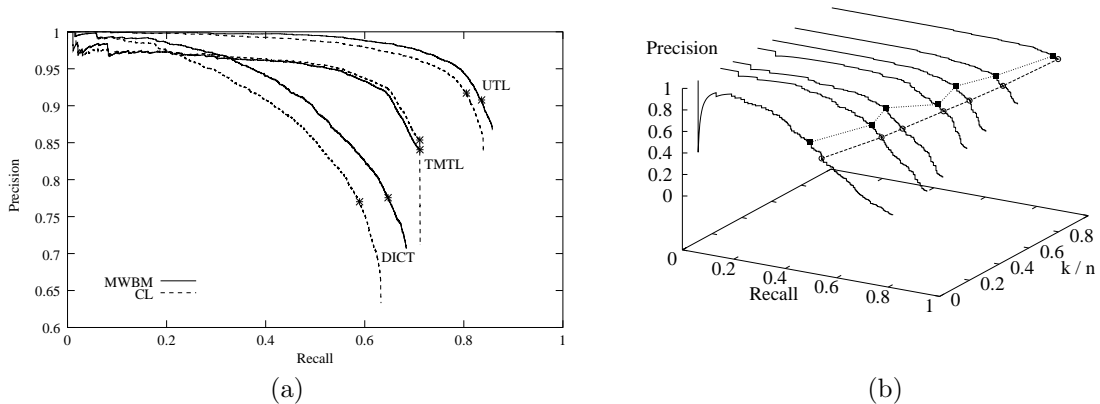 1
0.95
0.9
0.85
0.8
0.75
0.7
0.65
0.6
Precision
UTL
TMTL
DICT
MWBM
CL
0 0.2 0.4 0.6 0.8 1
Recall
(a)
Precision
1
0.8
0.6
0.4
0.2
0
0 0.2 0.4 0.6 0.8 1
Recall
0 0.2 0.4 0.6 0.8
k / n
(b)